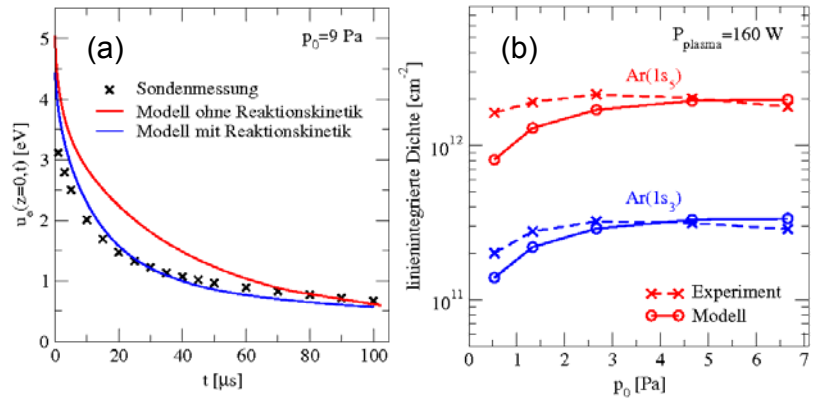 (a)
p₀=9 Pa
Sondenmessung
Modell ohne Reaktionskinetik
Modell mit Reaktionskinetik
uₑ(z=0,t) [eV]
5
4
3
2
1
0
0 20 40 60 80 100
t [μs]
(b)
P_plasma=160 W
Ar(1s₅)
Ar(1s₃)
Experiment
Modell
linienintegrierte Dichte [cm⁻²]
10¹²
10¹¹
0 1 2 3 4 5 6 7
p₀ [Pa]